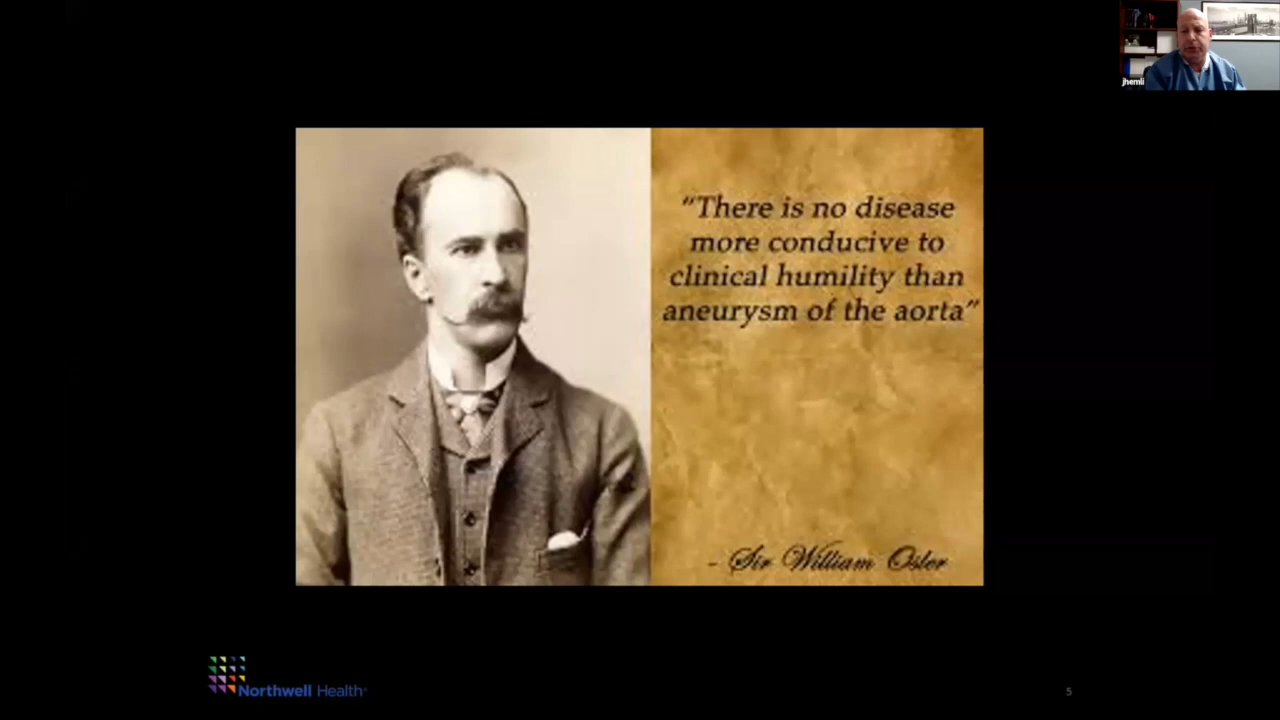 jhemli
"There is no disease
more conducive to
clinical humility than
aneurysm of the aorta"
- Sir William Osler
Northwell Health
5